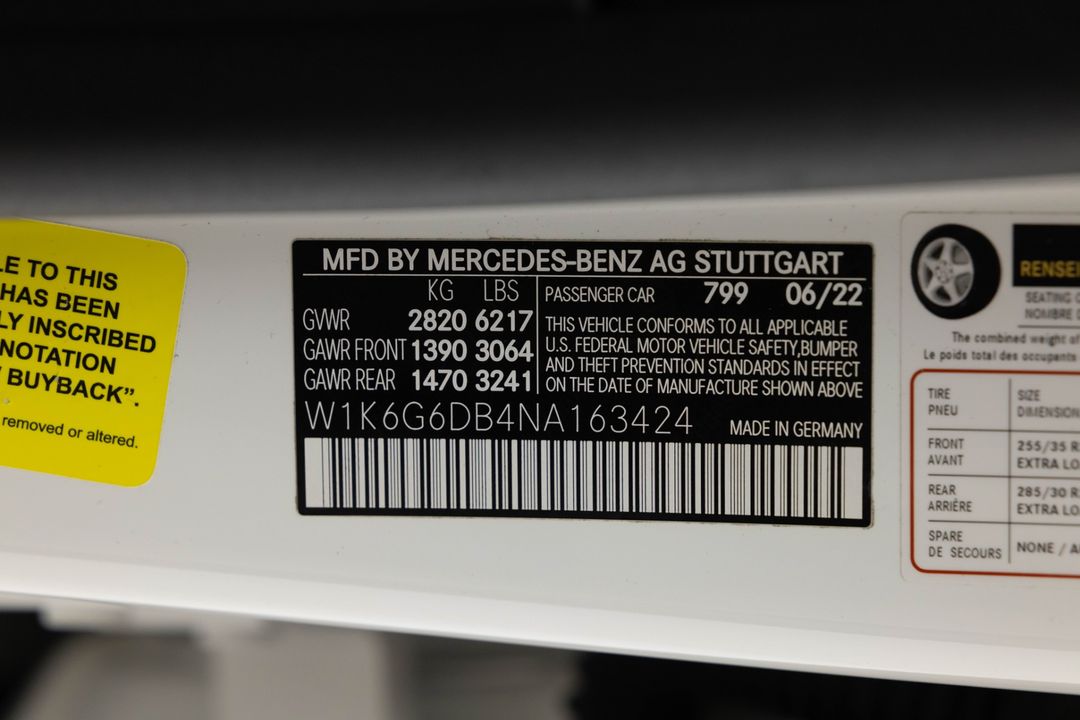 LE TO THIS
HAS BEEN
LY INSCRIBED
NOTATION
BUYBACK”.
removed or altered.
MFD BY MERCEDES-BENZ AG STUTTGART
KG LBS
GVWR 2820 6217
GAWR FRONT 1390 3064
GAWR REAR 1470 3241
PASSENGER CAR 799 06/22
THIS VEHICLE CONFORMS TO ALL APPLICABLE
U.S. FEDERAL MOTOR VEHICLE SAFETY,BUMPER
AND THEFT PREVENTION STANDARDS IN EFFECT
ON THE DATE OF MANUFACTURE SHOWN ABOVE
W1K6G6DB4NA163424
MADE IN GERMANY
RENSEI
SEATING
NOMBRE
The combined weight of
Le poids total des occupants
TIRE
PNEU
SIZE
DIMENSION
FRONT
AVANT
255/35 R
EXTRA LO
REAR
ARRIÈRE
285/30 R
EXTRA LO
SPARE
DE SECOURS
NONE /